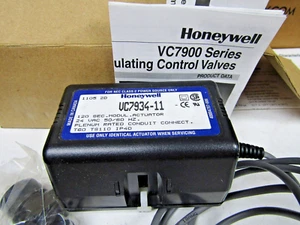 Honeywell
VC7900 Series
ulating Control Valves
PRODUCT DATA
FOR SEC CLASS 2 POWER SOURCE ONLY
1105 20
Honeywell
VC7934-11
120 SEC. MODUL. ACTUATOR
24 VAC 50/60 HZ.
PLENUM RATED CONDUIT CONNECT.
T60 TS110 IP40
USE ONLY IDENTICAL ACTUATOR WHEN SERVICING